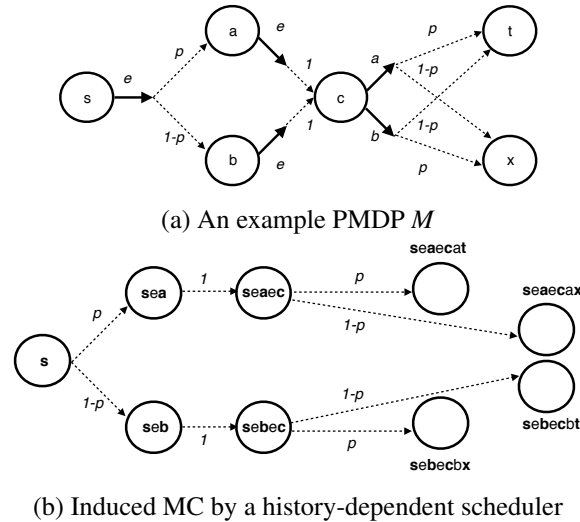 e
p
1-p
a
e
1
s
b
e
1
c
a
b
p
1-p
1-p
p
t
x
(a) An example PMDP M
s
p
1-p
sea
1
seaec
p
1-p
seaecat
seaecax
seb
1
sebec
1-p
p
sebecbt
sebecbx
(b) Induced MC by a history-dependent scheduler